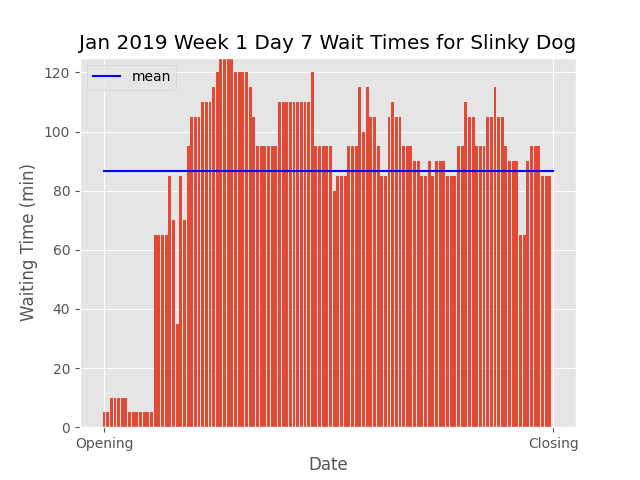 Jan 2019 Week 1 Day 7 Wait Times for Slinky Dog
mean
120
100
80
60
40
20
0
Waiting Time (min)
Opening
Closing
Date